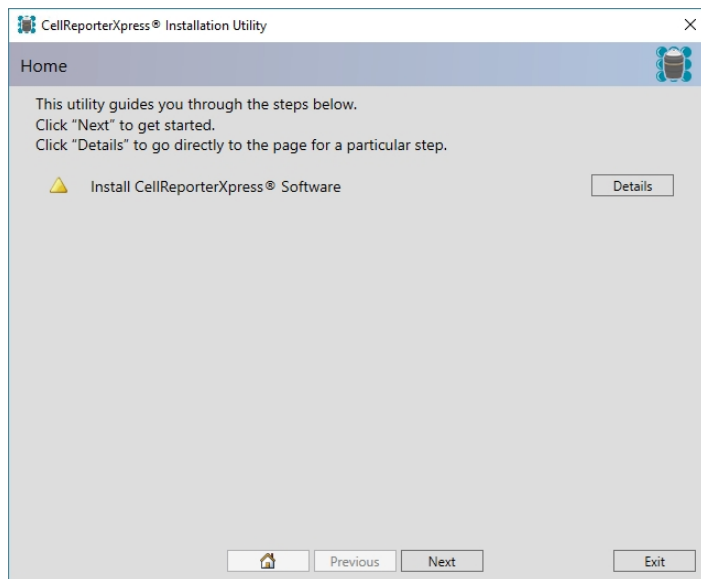 CellReporterXpress® Installation Utility
Home
This utility guides you through the steps below.
Click “Next” to get started.
Click “Details” to go directly to the page for a particular step.
Install CellReporterXpress® Software
Details
Previous
Next
Exit